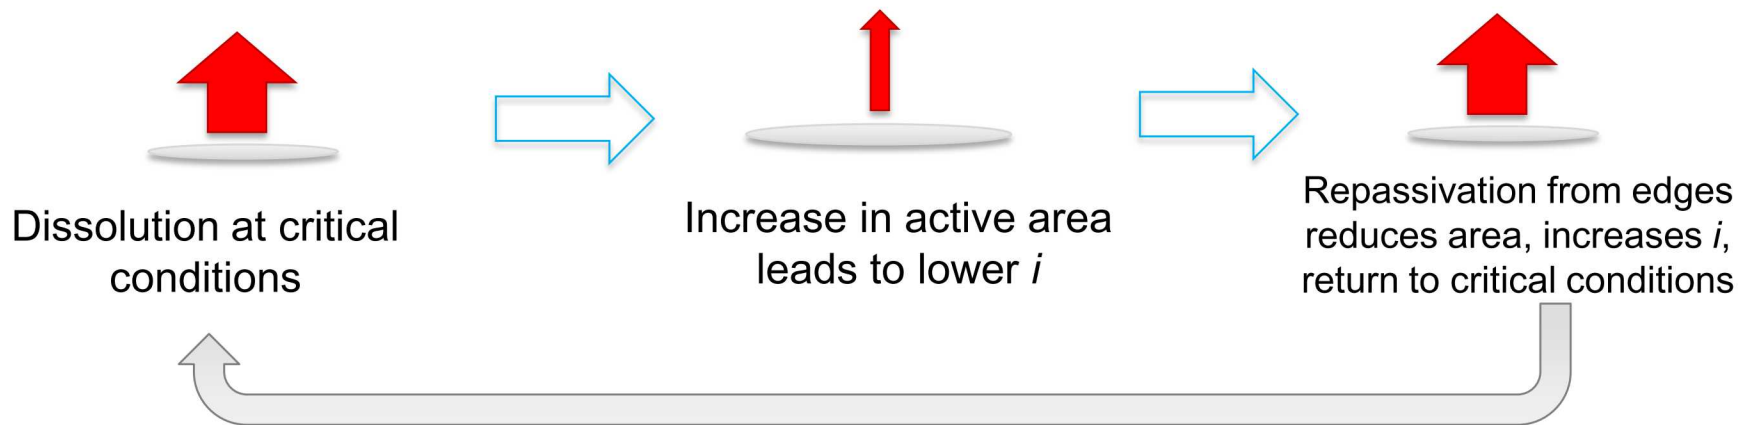 Dissolution at critical
conditions
Increase in active area
leads to lower i
Repassivation from edges
reduces area, increases i,
return to critical conditions